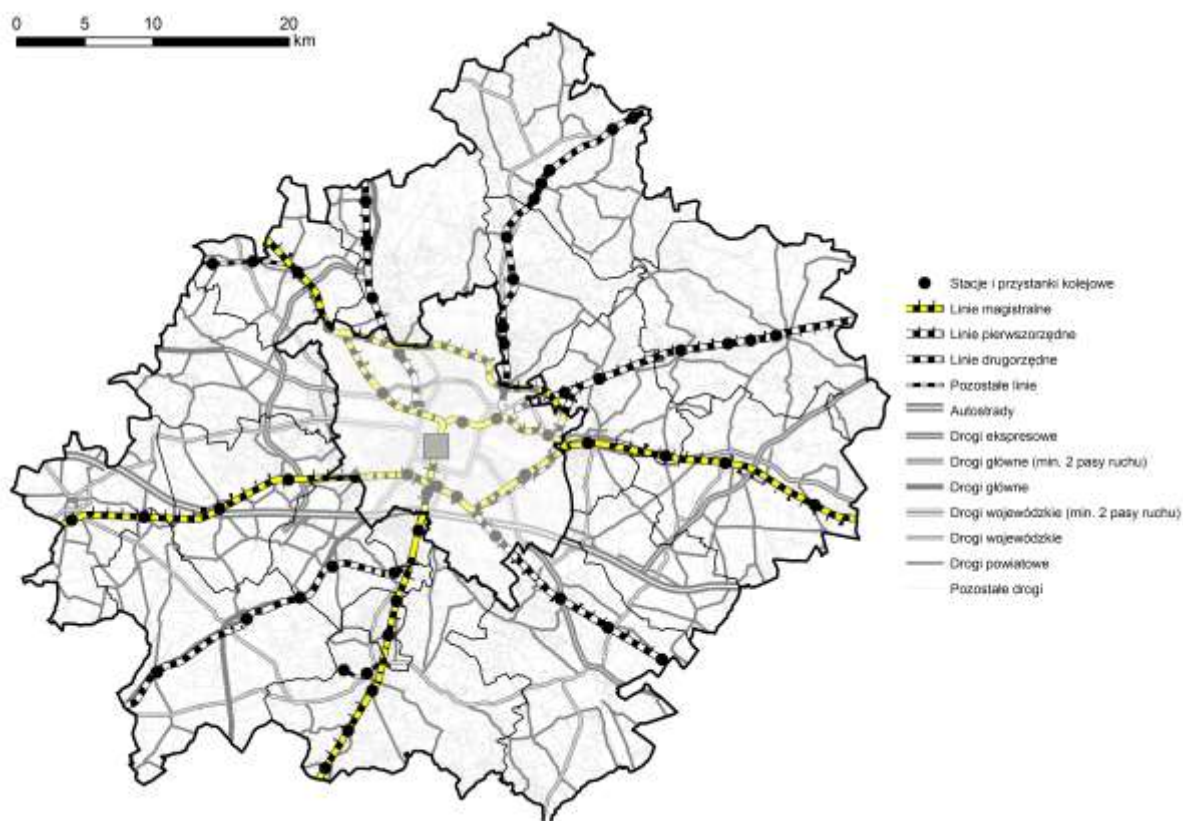 0 5 10 20
km
Stacje i przystanki kolejowe
Linie magistralne
Linie pierwszorzędne
Linie drugorzędne
Pozostałe linie
Autostrady
Drogi ekspresowe
Drogi główne (min. 2 pasy ruchu)
Drogi główne
Drogi wojewódzkie (min. 2 pasy ruchu)
Drogi wojewódzkie
Drogi powiatowe
Pozostałe drogi